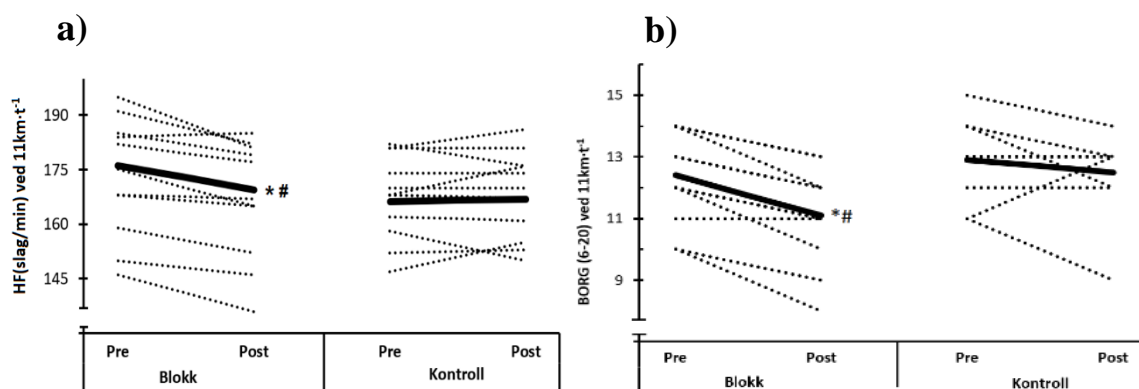 a)
HF(slag/min) ved 11km·t⁻¹
190
175
160
145
*#
Pre
Post
Pre
Post
Blokk
Kontroll
b)
BORG (6-20) ved 11km·t⁻¹
15
13
11
9
*#
Pre
Post
Pre
Post
Blokk
Kontroll